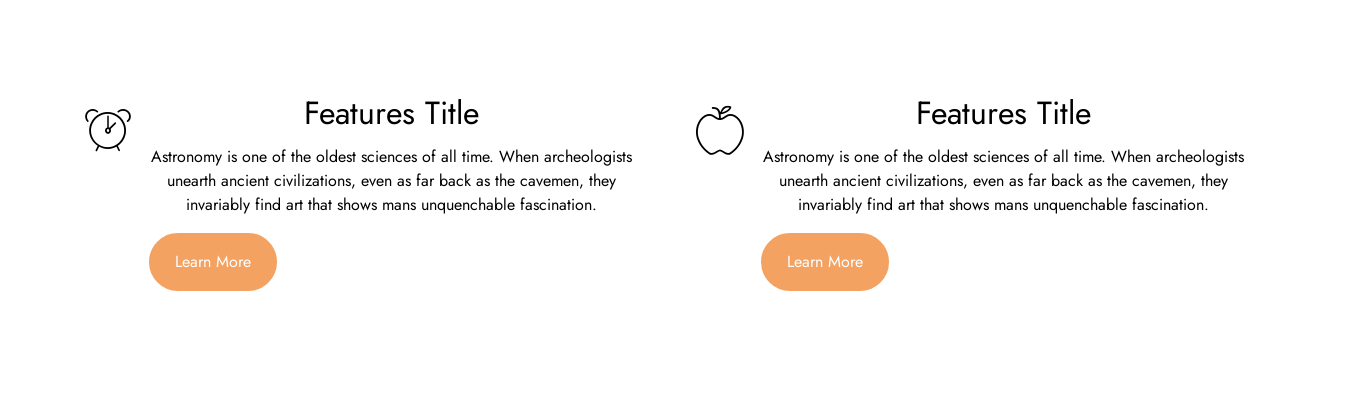 Features Title
Astronomy is one of the oldest sciences of all time. When archeologists
unearth ancient civilizations, even as far back as the cavemen, they
invariably find art that shows mans unquenchable fascination.
Learn More
Features Title
Astronomy is one of the oldest sciences of all time. When archeologists
unearth ancient civilizations, even as far back as the cavemen, they
invariably find art that shows mans unquenchable fascination.
Learn More